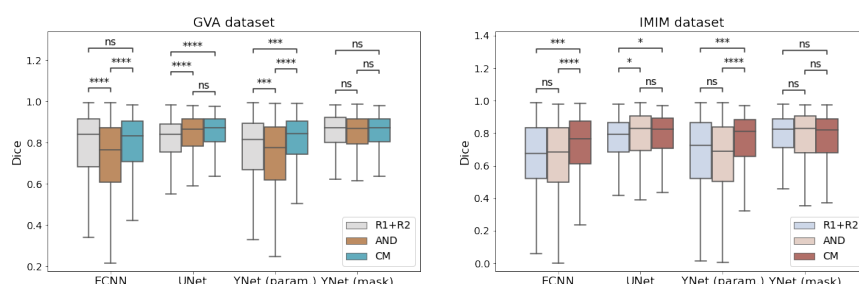 GVA dataset
ns
****
***
ns
****
****
****
ns
***
****
ns
ns
1.2
1.0
0.8
0.6
0.4
0.2
Dice
R1+R2
AND
CM
FCNN UNet YNet (param.) YNet (mask)
IMIM dataset
***
*
***
ns
ns
****
*
ns
ns
****
ns
ns
1.4
1.2
1.0
0.8
0.6
0.4
0.2
0.0
Dice
R1+R2
AND
CM
FCNN UNet YNet (param.) YNet (mask)